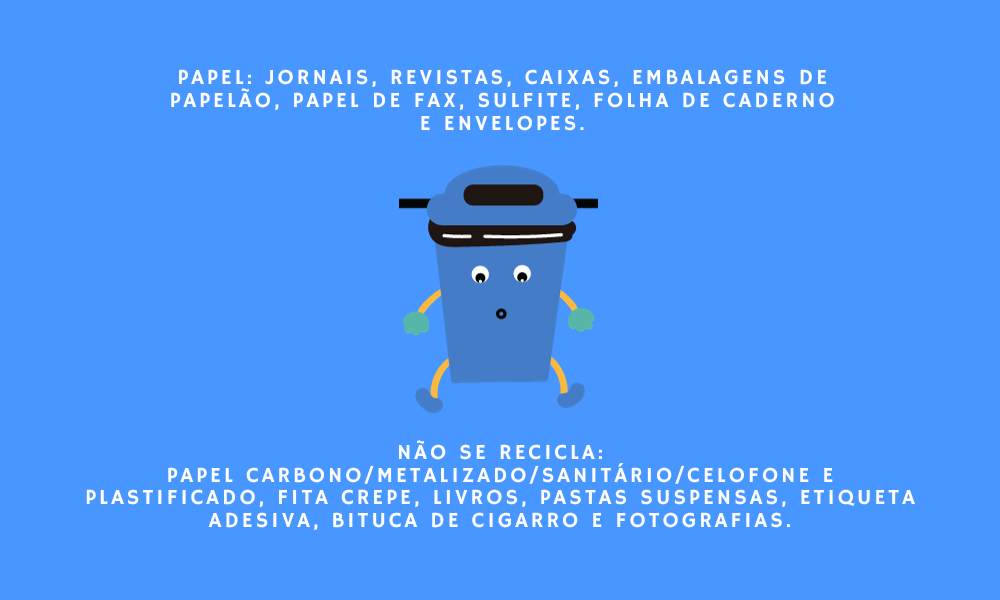 PAPEL: JORNAIS, REVISTAS, CAIXAS, EMBALAGENS DE
PAPELÃO, PAPEL DE FAX, SULFITE, FOLHA DE CADERNO
E ENVELOPES.
NÃO SE RECICLA:
PAPEL CARBONO/METALIZADO/SANITÁRIO/CELOFONE E
PLASTIFICADO, FITA CREPE, LIVROS, PASTAS SUSPENSAS, ETIQUETA
ADESIVA, BITUCA DE CIGARRO E FOTOGRAFIAS.